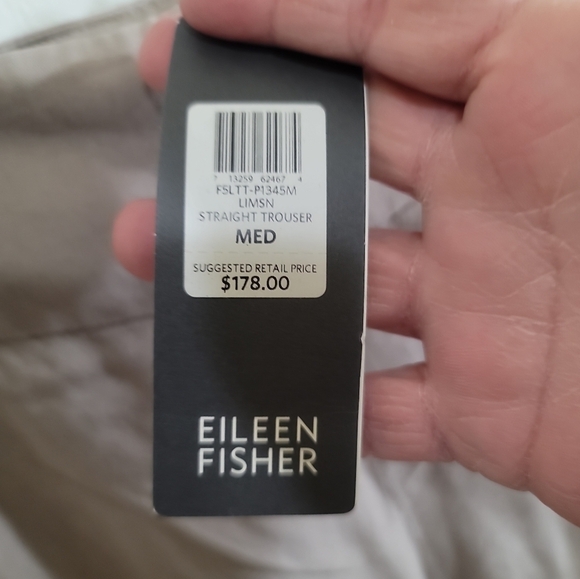 7 13259 62467 4
FSLTT-P1345M
LIMSN
STRAIGHT TROUSER
MED
SUGGESTED RETAIL PRICE
$178.00
EILEEN
FISHER